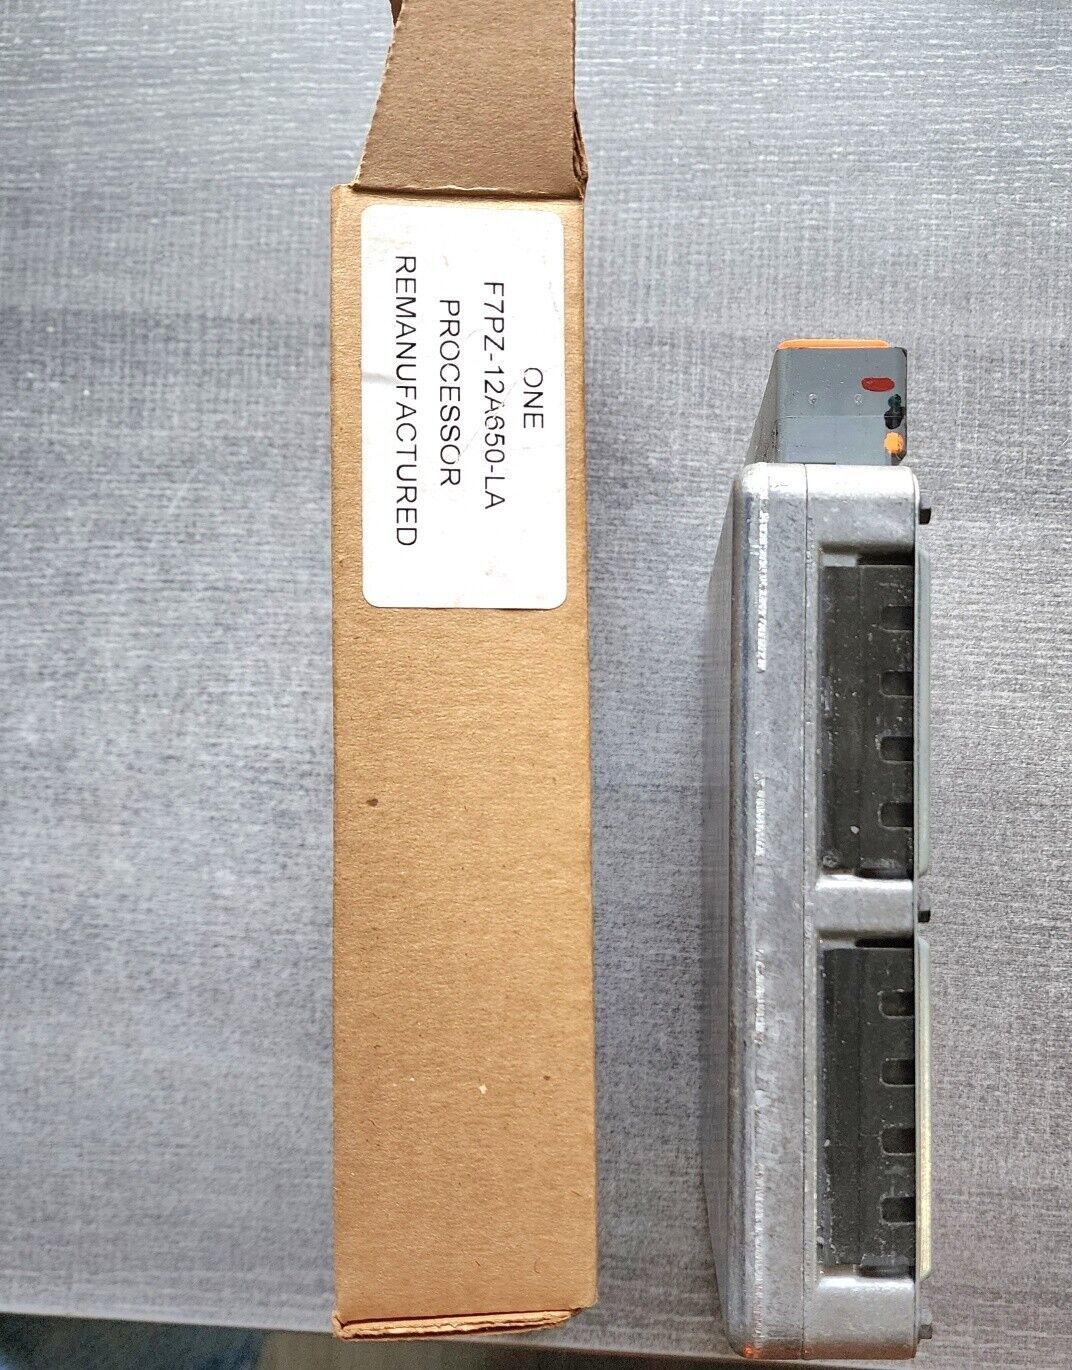 ONE
F7PZ-12A650-LA
PROCESSOR
REMANUFACTURED